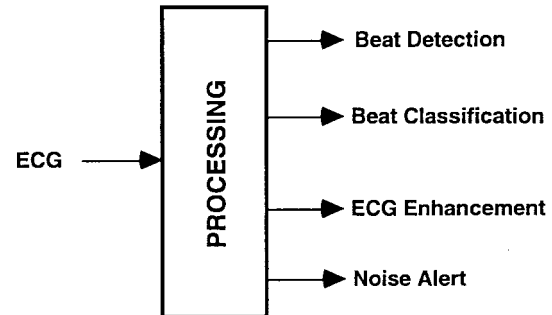 Beat Detection
Beat Classification
ECG
PROCESSING
ECG Enhancement
Noise Alert